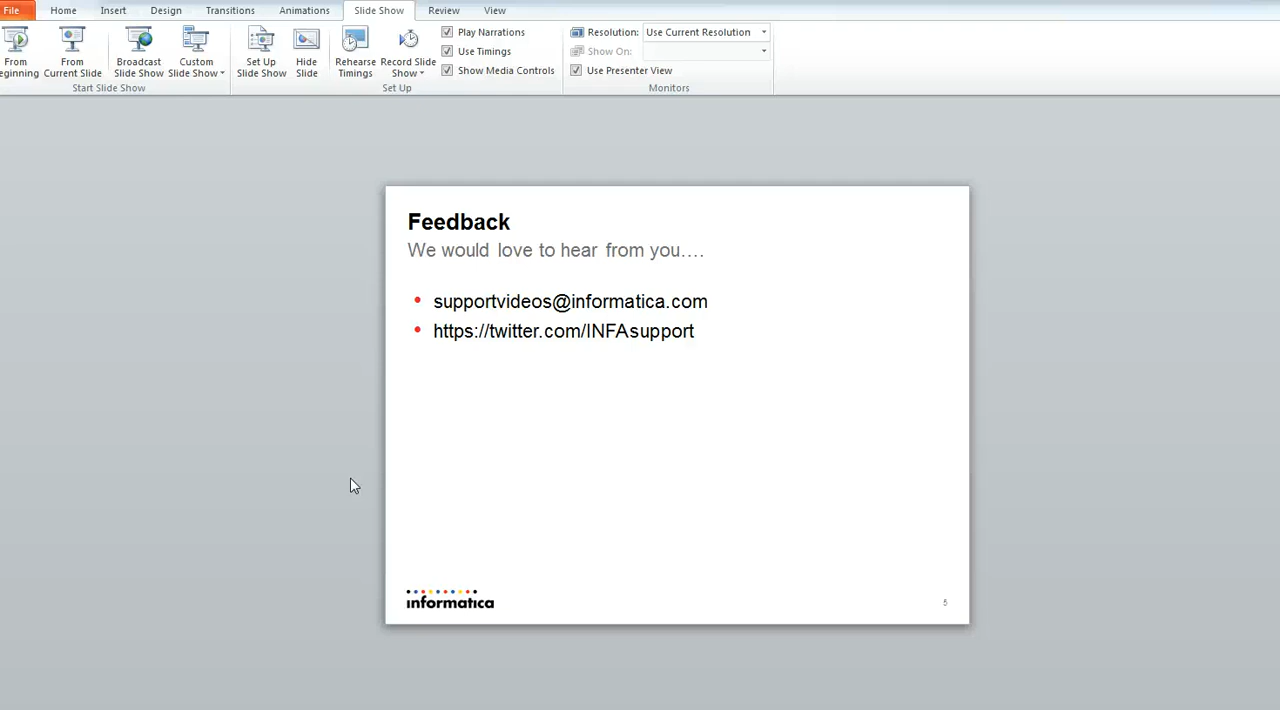 File Home Insert Design Transitions Animations Slide Show Review View
From Beginning
From Current Slide
Broadcast Slide Show
Custom Slide Show
Set Up Slide Show
Hide Slide
Rehearse Timings
Record Slide Show
Play Narrations
Use Timings
Show Media Controls
Resolution: Use Current Resolution
Show On:
Use Presenter View
Start Slide Show Set Up Monitors
Feedback
We would love to hear from you….
• supportvideos@informatica.com
• https://twitter.com/INFAsupport
informatica
5